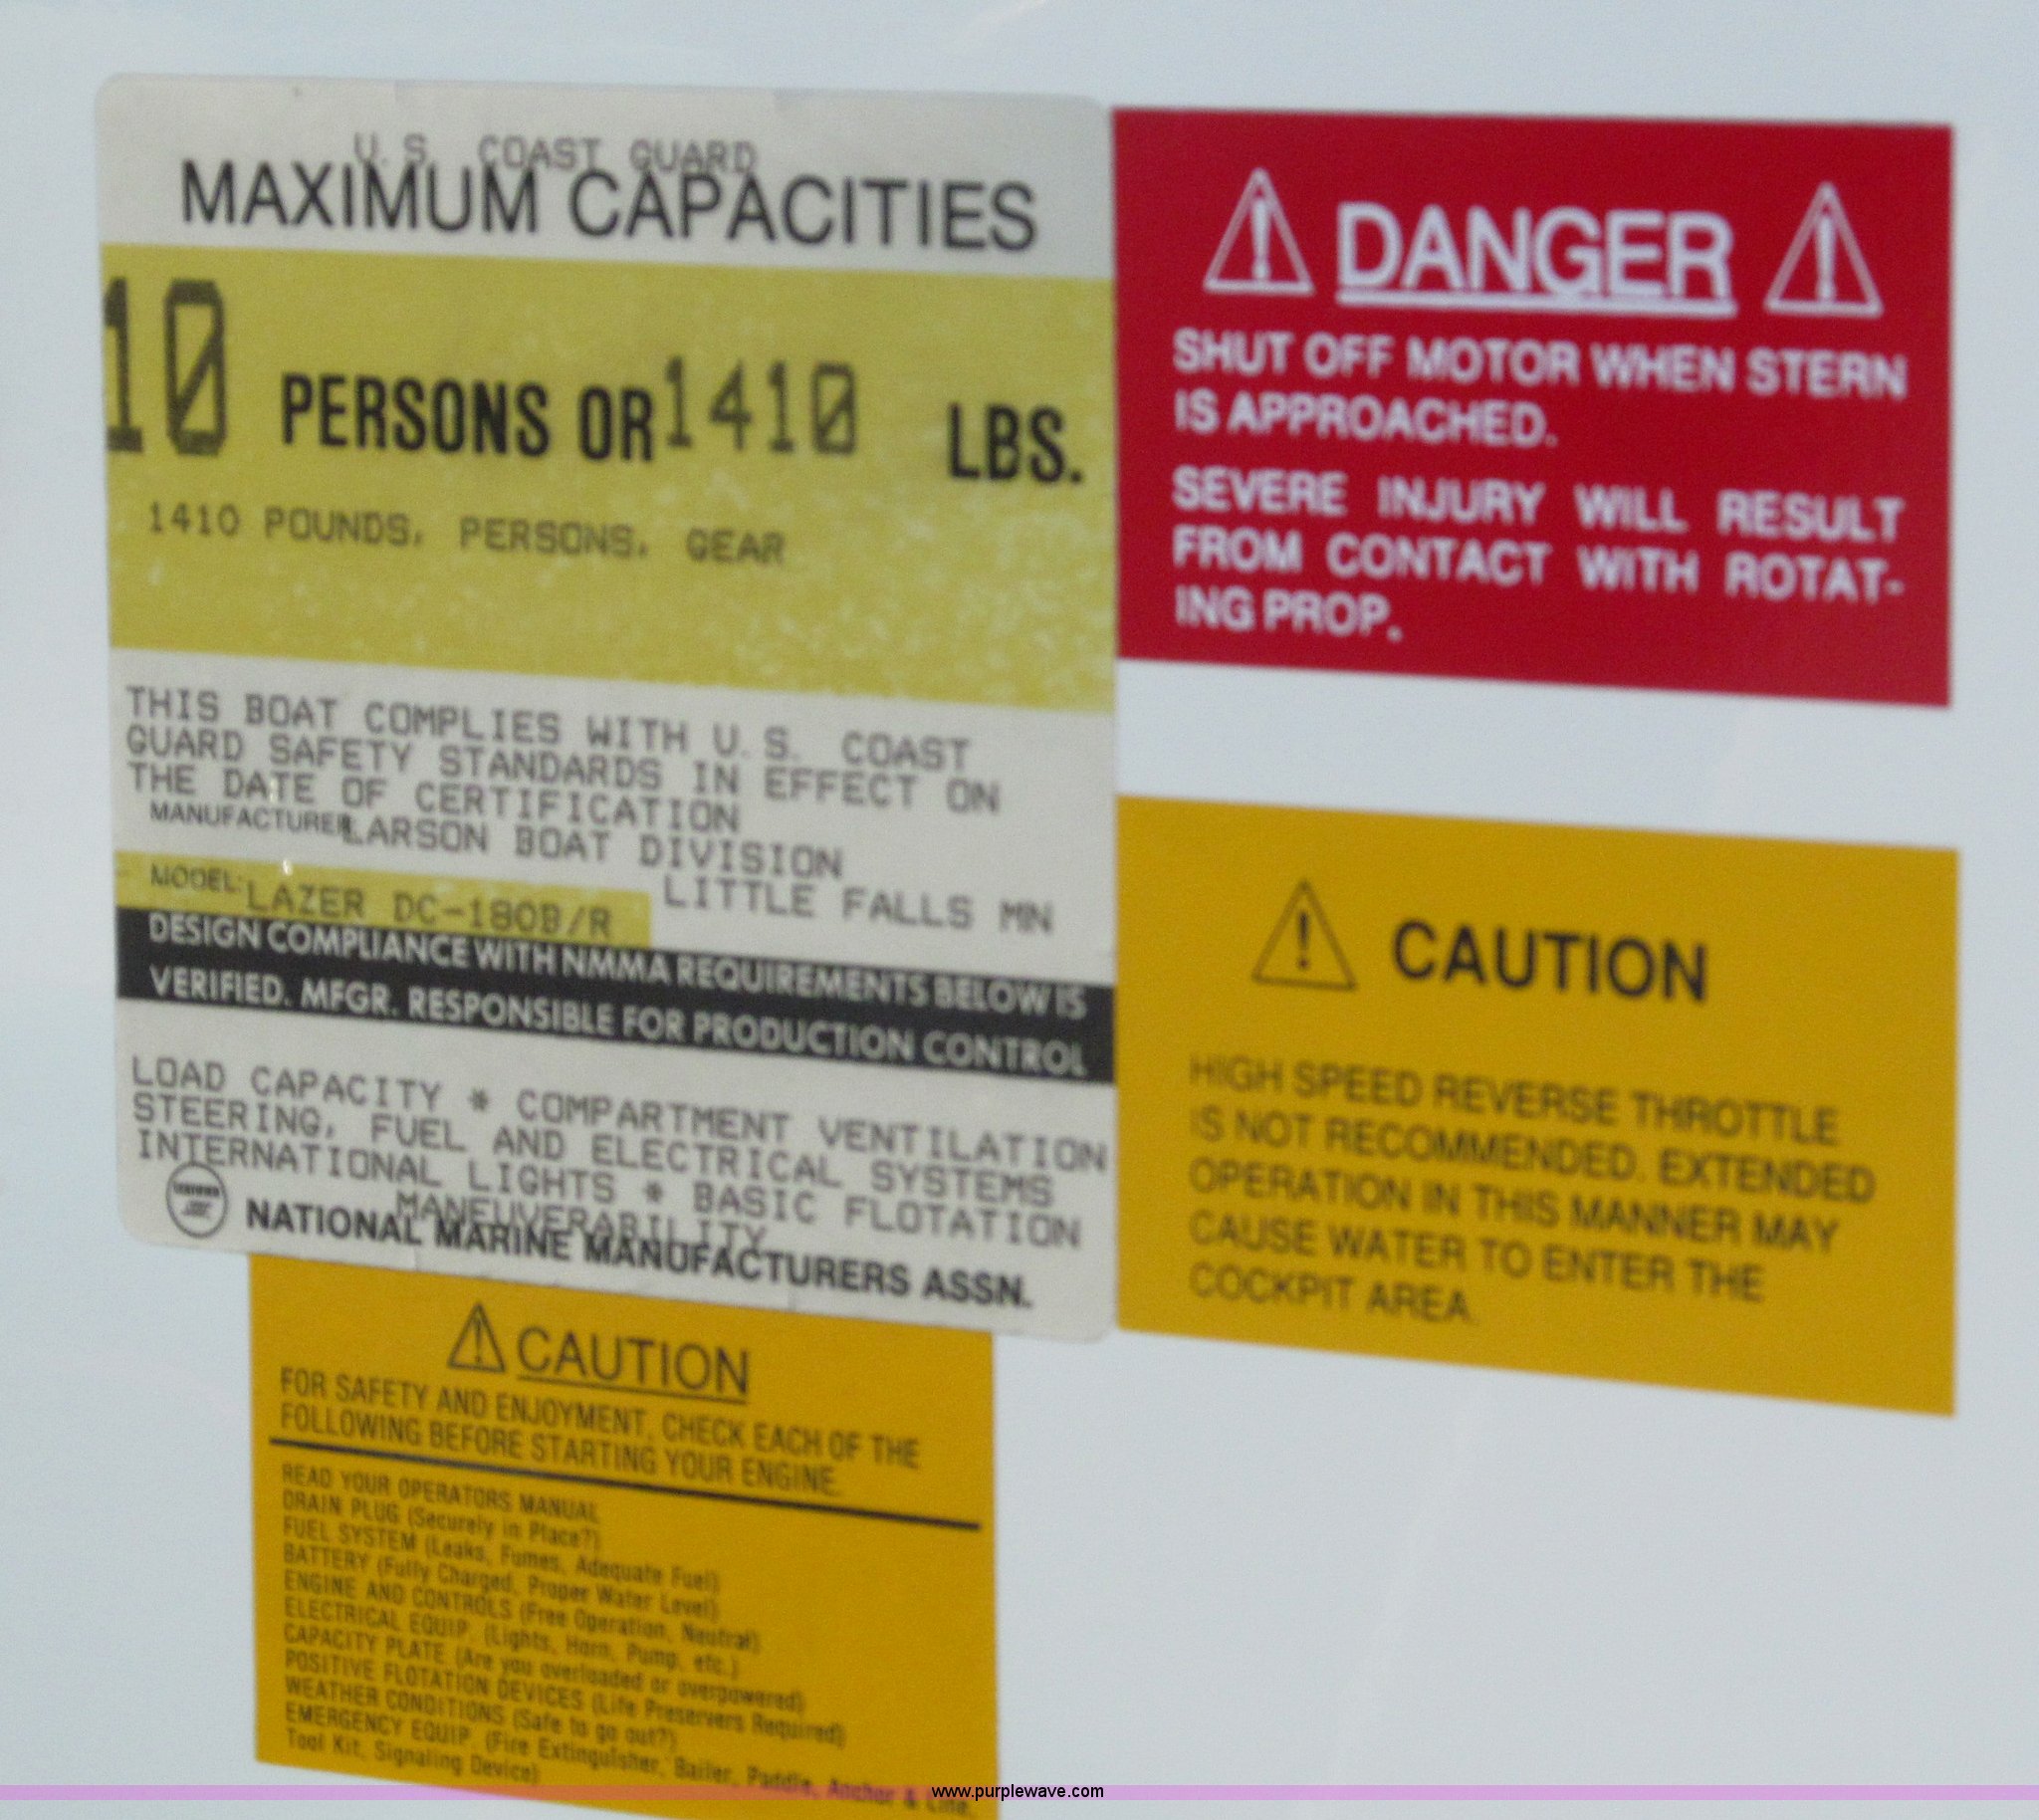 U.S. COAST GUARD
MAXIMUM CAPACITIES
10 PERSONS OR 1410 LBS.
1410 POUNDS, PERSONS, GEAR
THIS BOAT COMPLIES WITH U.S. COAST
GUARD SAFETY STANDARDS IN EFFECT ON
THE DATE OF CERTIFICATION
MANUFACTURER LARSON BOAT DIVISION
LITTLE FALLS MN
MODEL: LAZER DC-180B/R
DESIGN COMPLIANCE WITH NMMA REQUIREMENTS BELOW IS
VERIFIED. MFGR. RESPONSIBLE FOR PRODUCTION CONTROL
LOAD CAPACITY * COMPARTMENT VENTILATION
STEERING, FUEL AND ELECTRICAL SYSTEMS
INTERNATIONAL LIGHTS * BASIC FLOTATION
MANEUVERABILITY
NATIONAL MARINE MANUFACTURERS ASSN.
DANGER
SHUT OFF MOTOR WHEN STERN
IS APPROACHED.
SEVERE INJURY WILL RESULT
FROM CONTACT WITH ROTAT-
ING PROP.
CAUTION
HIGH SPEED REVERSE THROTTLE
IS NOT RECOMMENDED. EXTENDED
OPERATION IN THIS MANNER MAY
CAUSE WATER TO ENTER THE
COCKPIT AREA.
CAUTION
FOR SAFETY AND ENJOYMENT, CHECK EACH OF THE
FOLLOWING BEFORE STARTING YOUR ENGINE.
READ YOUR OPERATORS MANUAL
DRAIN PLUG (Securely in Place?)
FUEL SYSTEM (Leaks, Fumes, Adequate Fuel)
BATTERY (Fully Charged, Proper Water Level)
ENGINE AND CONTROLS (Free Operation, Neutral)
ELECTRICAL EQUIP. (Lights, Horn, Pump, etc.)
CAPACITY PLATE (Are you overloaded or overpowered)
POSITIVE FLOTATION DEVICES (Life Preservers Required)
WEATHER CONDITIONS (Safe to go out?)
EMERGENCY EQUIP. (Fire Extinguisher, Bailer, Paddle, Anchor & Line,
Tool Kit, Signaling Device)
www.purplewave.com